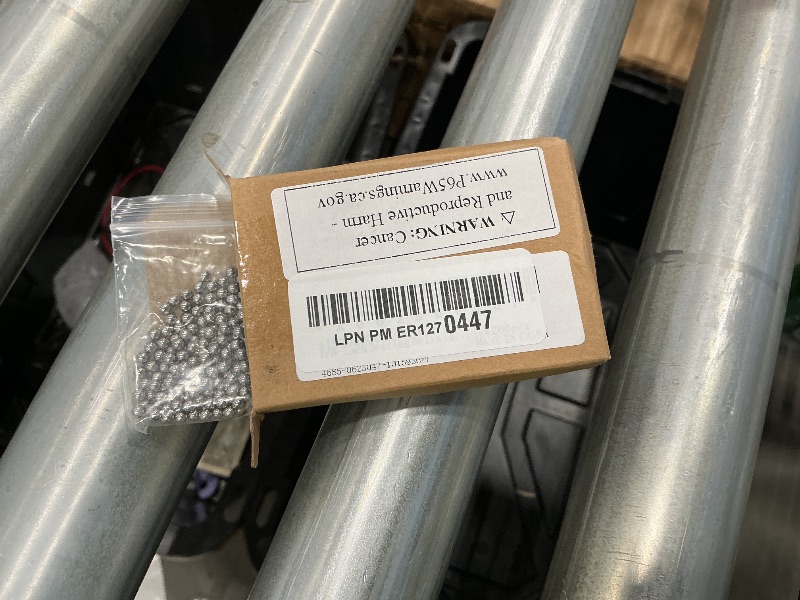 ⚠ WARNING: Cancer
and Reproductive Harm -
www.P65Warnings.ca.gov
LPN PM ER127 0447